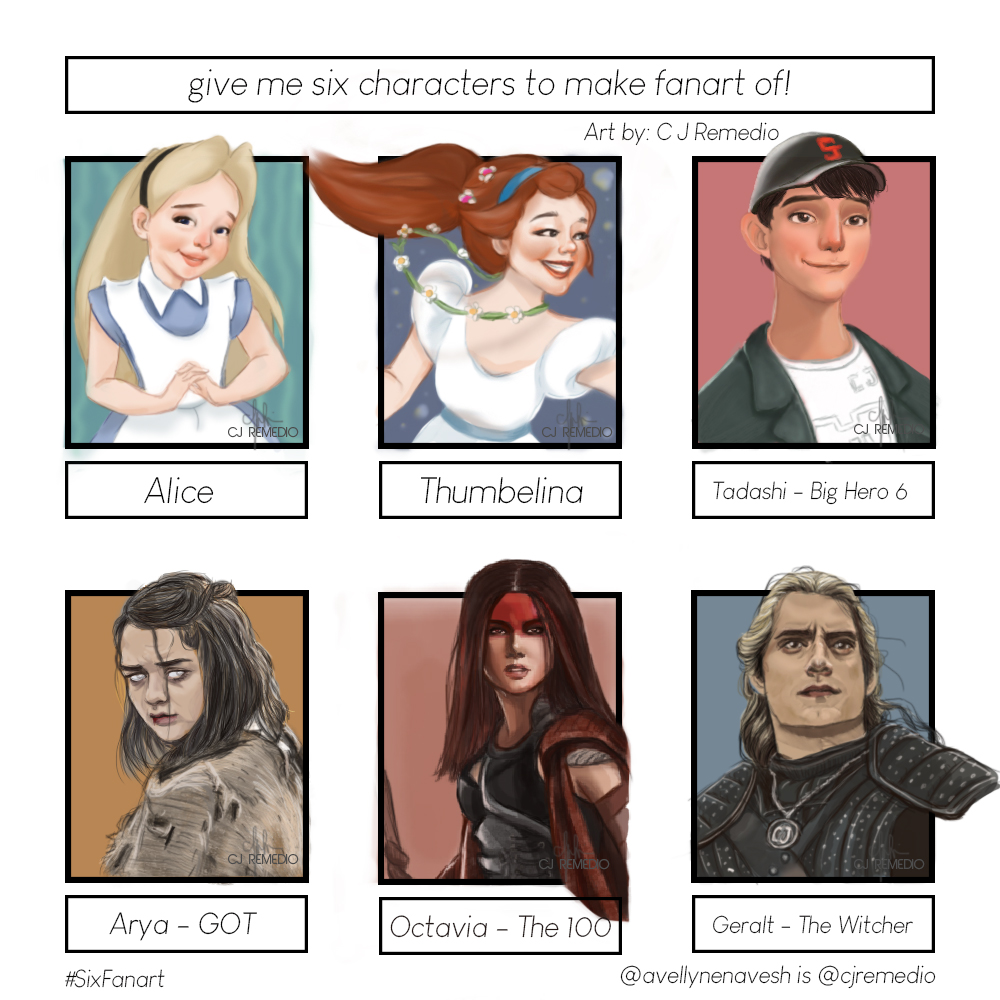 give me six characters to make fanart of!
Art by: C J Remedio
SJ
CJ
CJ REMEDIO
CJ REMEDIO
CJ REM
Alice
Thumbelina
Tadashi - Big Hero 6
CJ REMEDIO
CJ REMEDIO
CJ REMEDIO
Arya - GOT
Octavia - The 100
Geralt - The Witcher
#SixFanart
@avellynenavesh is @cjremedio